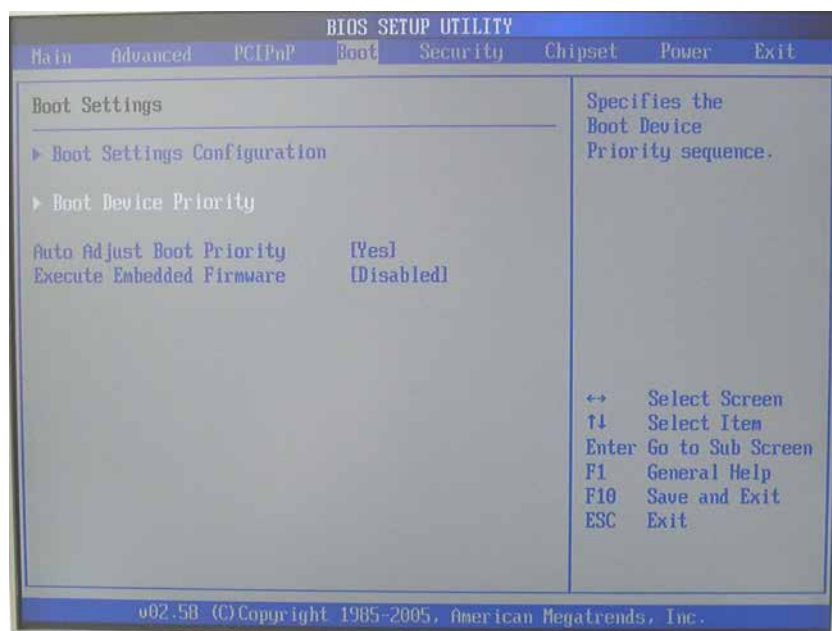 BIOS SETUP UTILITY
Main Advanced PCIPnP Boot Security Chipset Power Exit
Boot Settings
▶ Boot Settings Configuration
▶ Boot Device Priority
Auto Adjust Boot Priority [Yes]
Execute Embedded Firmware [Disabled]
Specifies the
Boot Device
Priority sequence.
↔ Select Screen
↑↓ Select Item
Enter Go to Sub Screen
F1 General Help
F10 Save and Exit
ESC Exit
v02.58 (C)Copyright 1985-2005, American Megatrends, Inc.